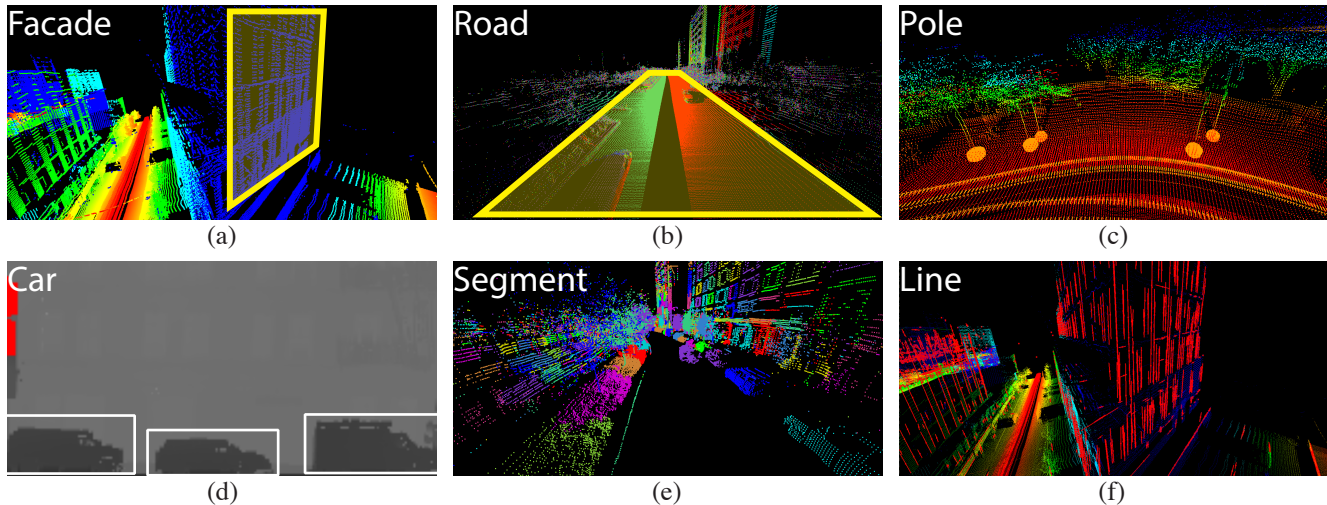 Facade
Road
Pole
(a)
(b)
(c)
Car
Segment
Line
(d)
(e)
(f)